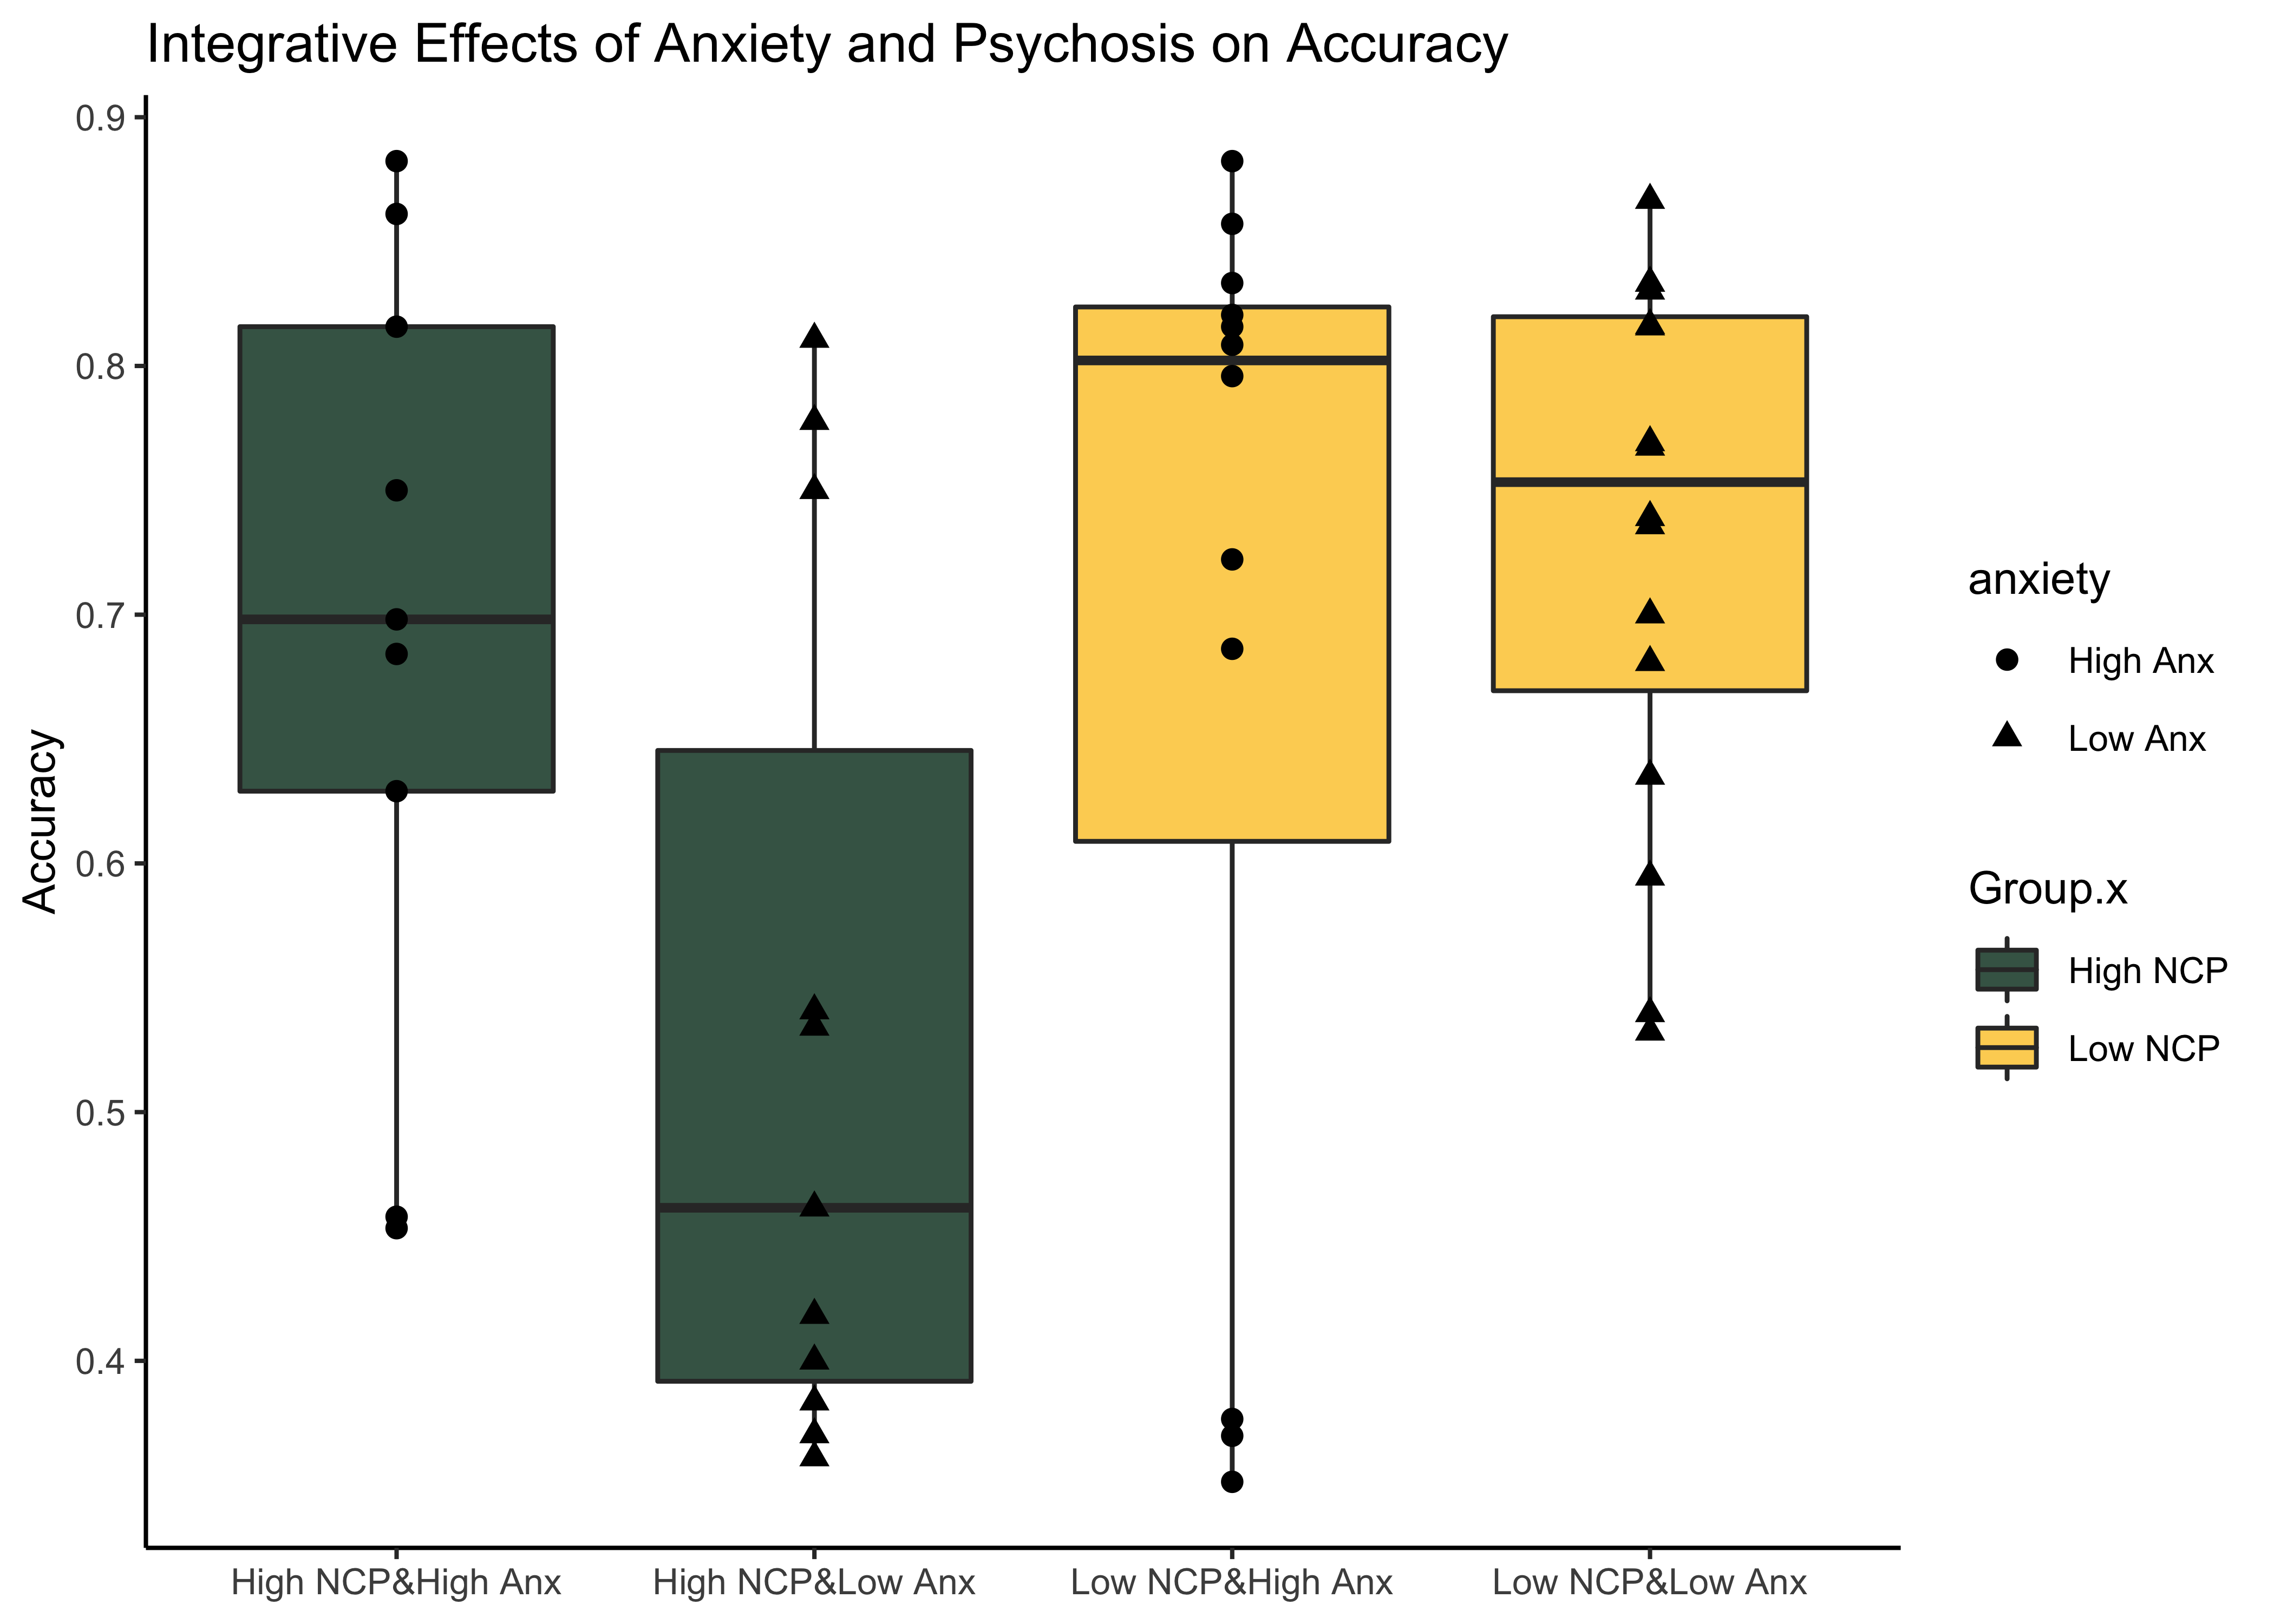 Integrative Effects of Anxiety and Psychosis on Accuracy
0.9
0.8
0.7
0.6
0.5
0.4
Accuracy
High NCP&High Anx
High NCP&Low Anx
Low NCP&High Anx
Low NCP&Low Anx
anxiety
High Anx
Low Anx
Group.x
High NCP
Low NCP